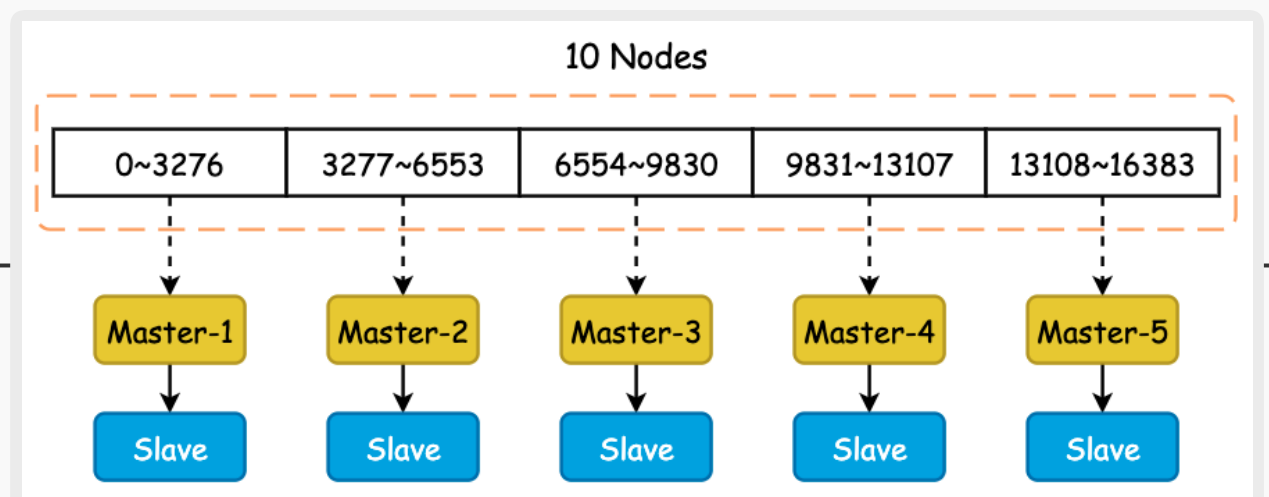 10 Nodes
0~3276 3277~6553 6554~9830 9831~13107 13108~16383
Master-1 Master-2 Master-3 Master-4 Master-5
Slave Slave Slave Slave Slave